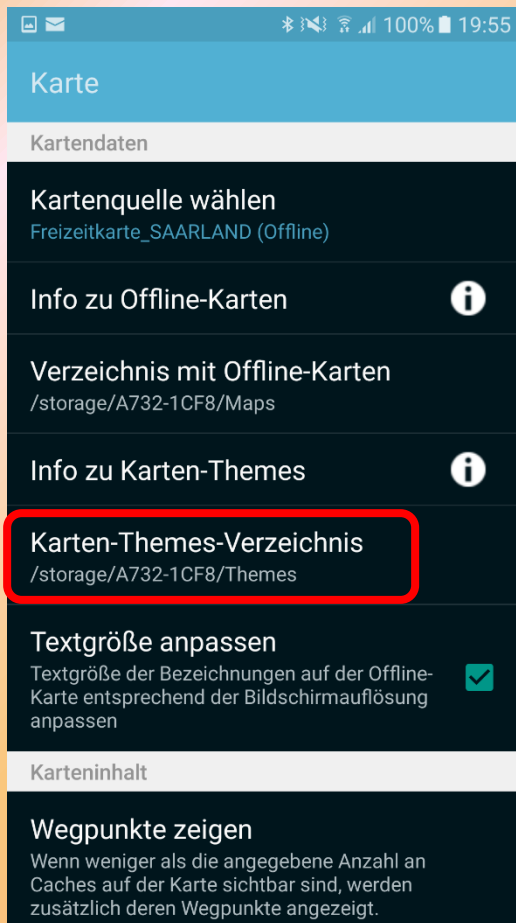 100% 19:55
Karte
Kartendaten
Kartenquelle wählen
Freizeitkarte_SAARLAND (Offline)
Info zu Offline-Karten
Verzeichnis mit Offline-Karten
/storage/A732-1CF8/Maps
Info zu Karten-Themes
Karten-Themes-Verzeichnis
/storage/A732-1CF8/Themes
Textgröße anpassen
Textgröße der Bezeichnungen auf der Offline-
Karte entsprechend der Bildschirmauflösung
anpassen
Karteninhalt
Wegpunkte zeigen
Wenn weniger als die angegebene Anzahl an
Caches auf der Karte sichtbar sind, werden
zusätzlich deren Wegpunkte angezeigt.